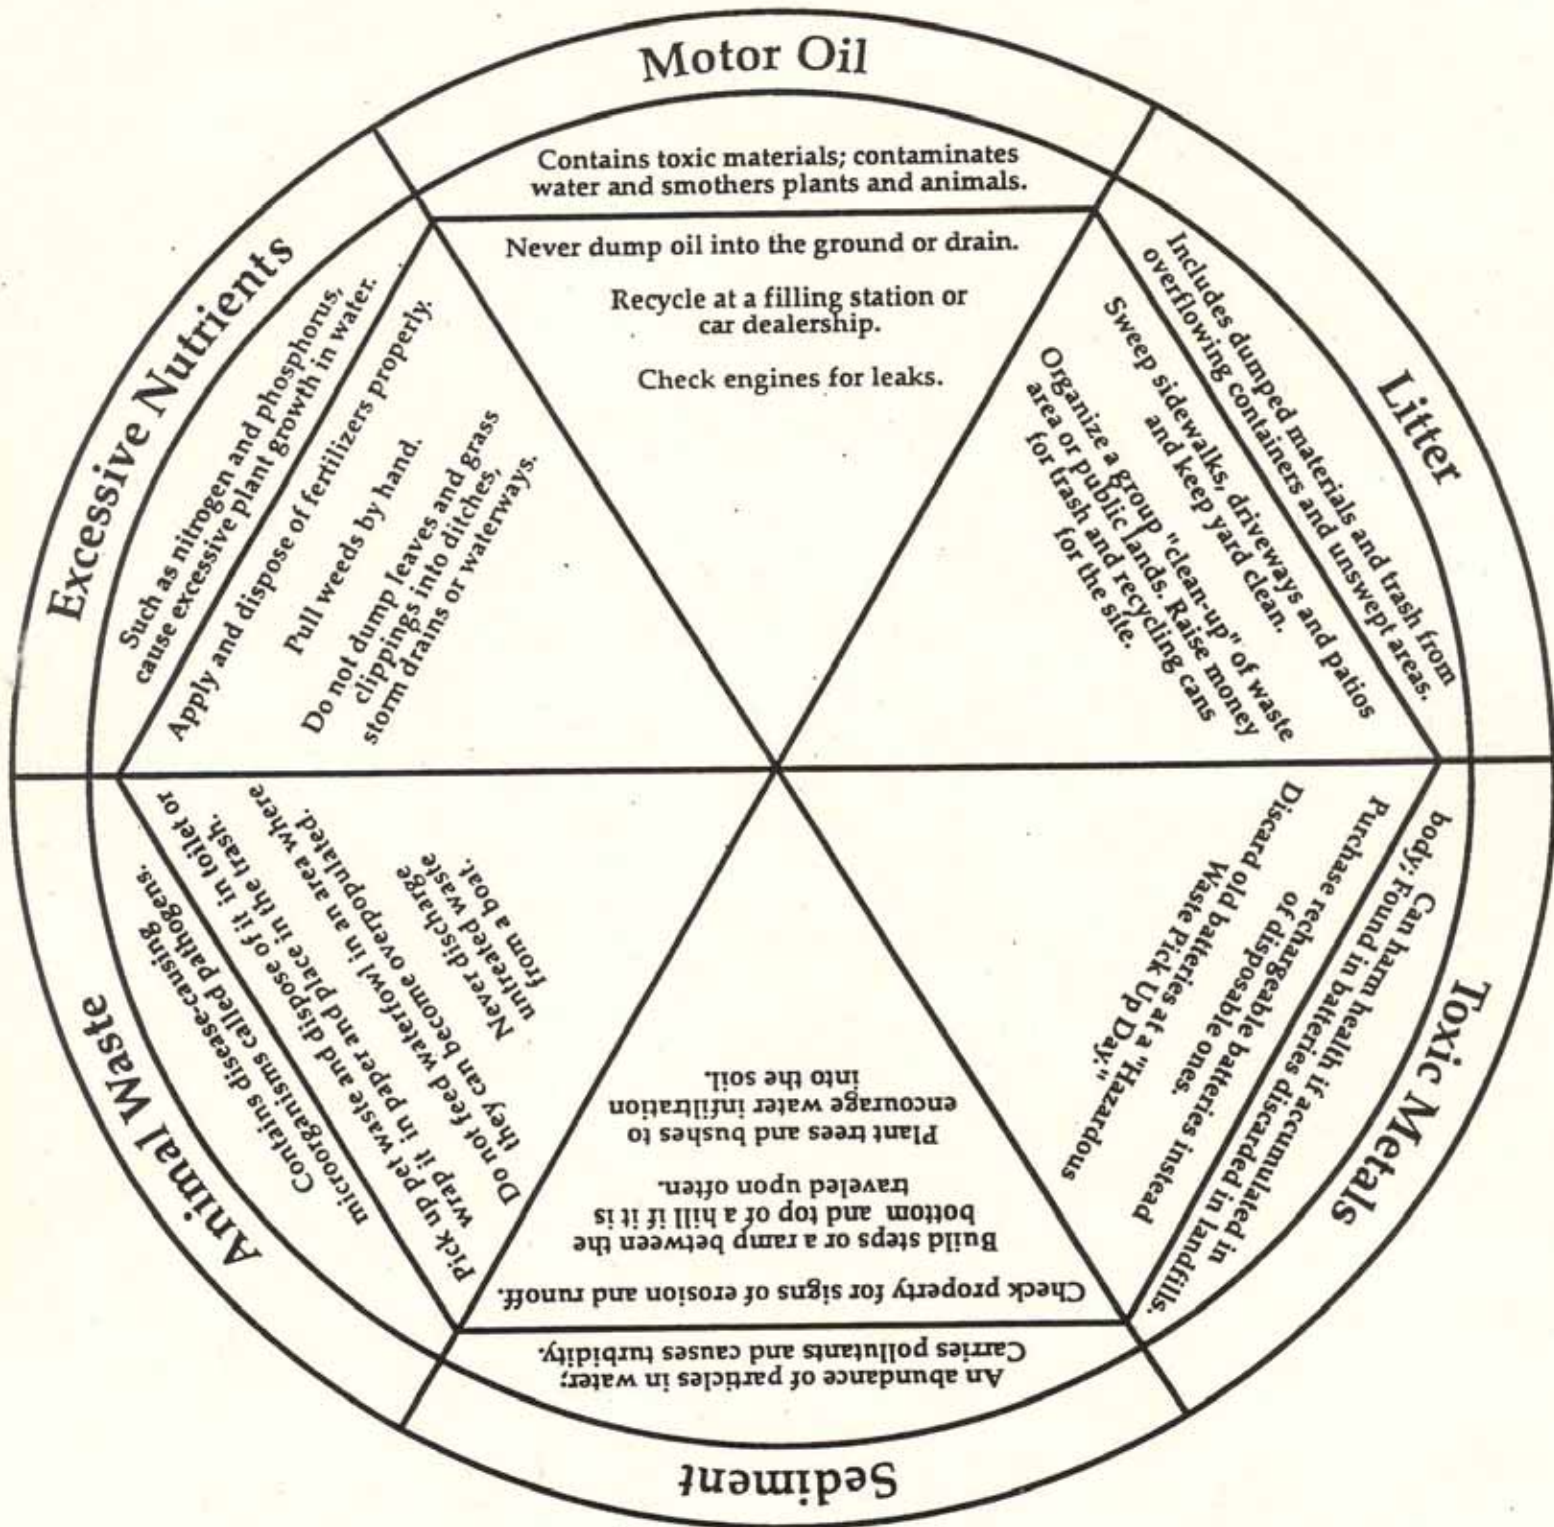 Motor Oil
Contains toxic materials; contaminates
water and smothers plants and animals.
Never dump oil into the ground or drain.
Recycle at a filling station or
car dealership.
Check engines for leaks.
Litter
Includes dumped materials and trash from
overflowing containers and unswept areas.
Sweep sidewalks, driveways and patios
and keep yard clean.
Organize a group "clean-up" of waste
area or public lands. Raise money
for trash and recycling cans
for the site.
Toxic Metals
Can harm health if accumulated in
body; Found in batteries discarded in landfills.
Purchase rechargeable batteries instead
of disposable ones.
Discard old batteries at a "Hazardous
Waste Pick Up Day."
Sediment
An abundance of particles in water;
Carries pollutants and causes turbidity.
Check property for signs of erosion and runoff.
Build steps or a ramp between the
bottom and top of a hill if it is
traveled upon often.
Plant trees and bushes to
encourage water infiltration
into the soil.
Animal Waste
Contains disease-causing
microorganisms called pathogens.
Pick up pet waste and dispose of it in toilet or
wrap it in paper and place in the trash.
Do not feed waterfowl in an area where
they can become overpopulated.
Never discharge
untreated waste
from a boat.
Excessive Nutrients
Such as nitrogen and phosphorus,
cause excessive plant growth in water.
Apply and dispose of fertilizers properly.
Pull weeds by hand.
Do not dump leaves and grass
clippings into ditches,
storm drains or waterways.